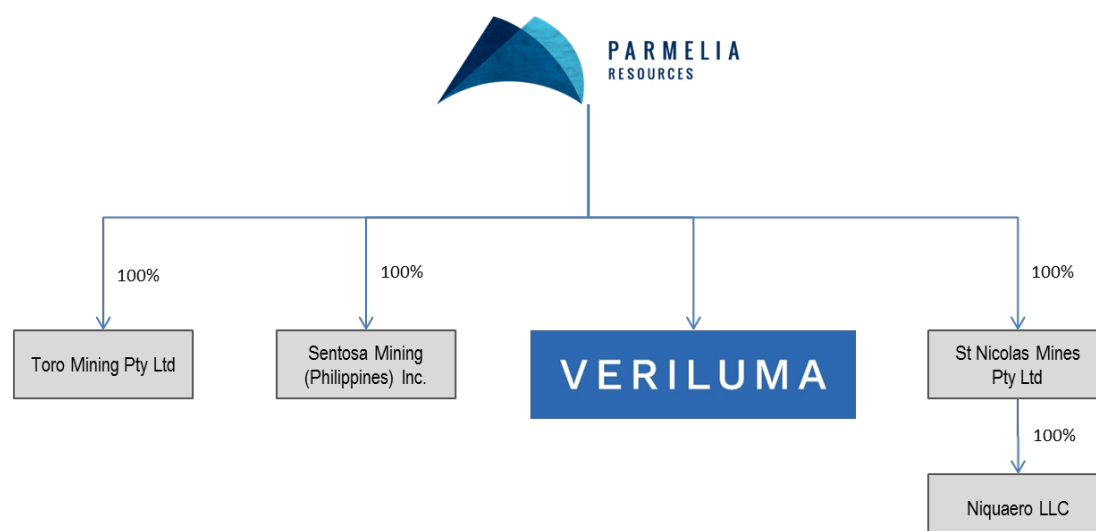 PARMELIA
RESOURCES
100%
100%
100%
Toro Mining Pty Ltd
Sentosa Mining
(Philippines) Inc.
VERILUMA
St Nicolas Mines
Pty Ltd
100%
Niquaero LLC